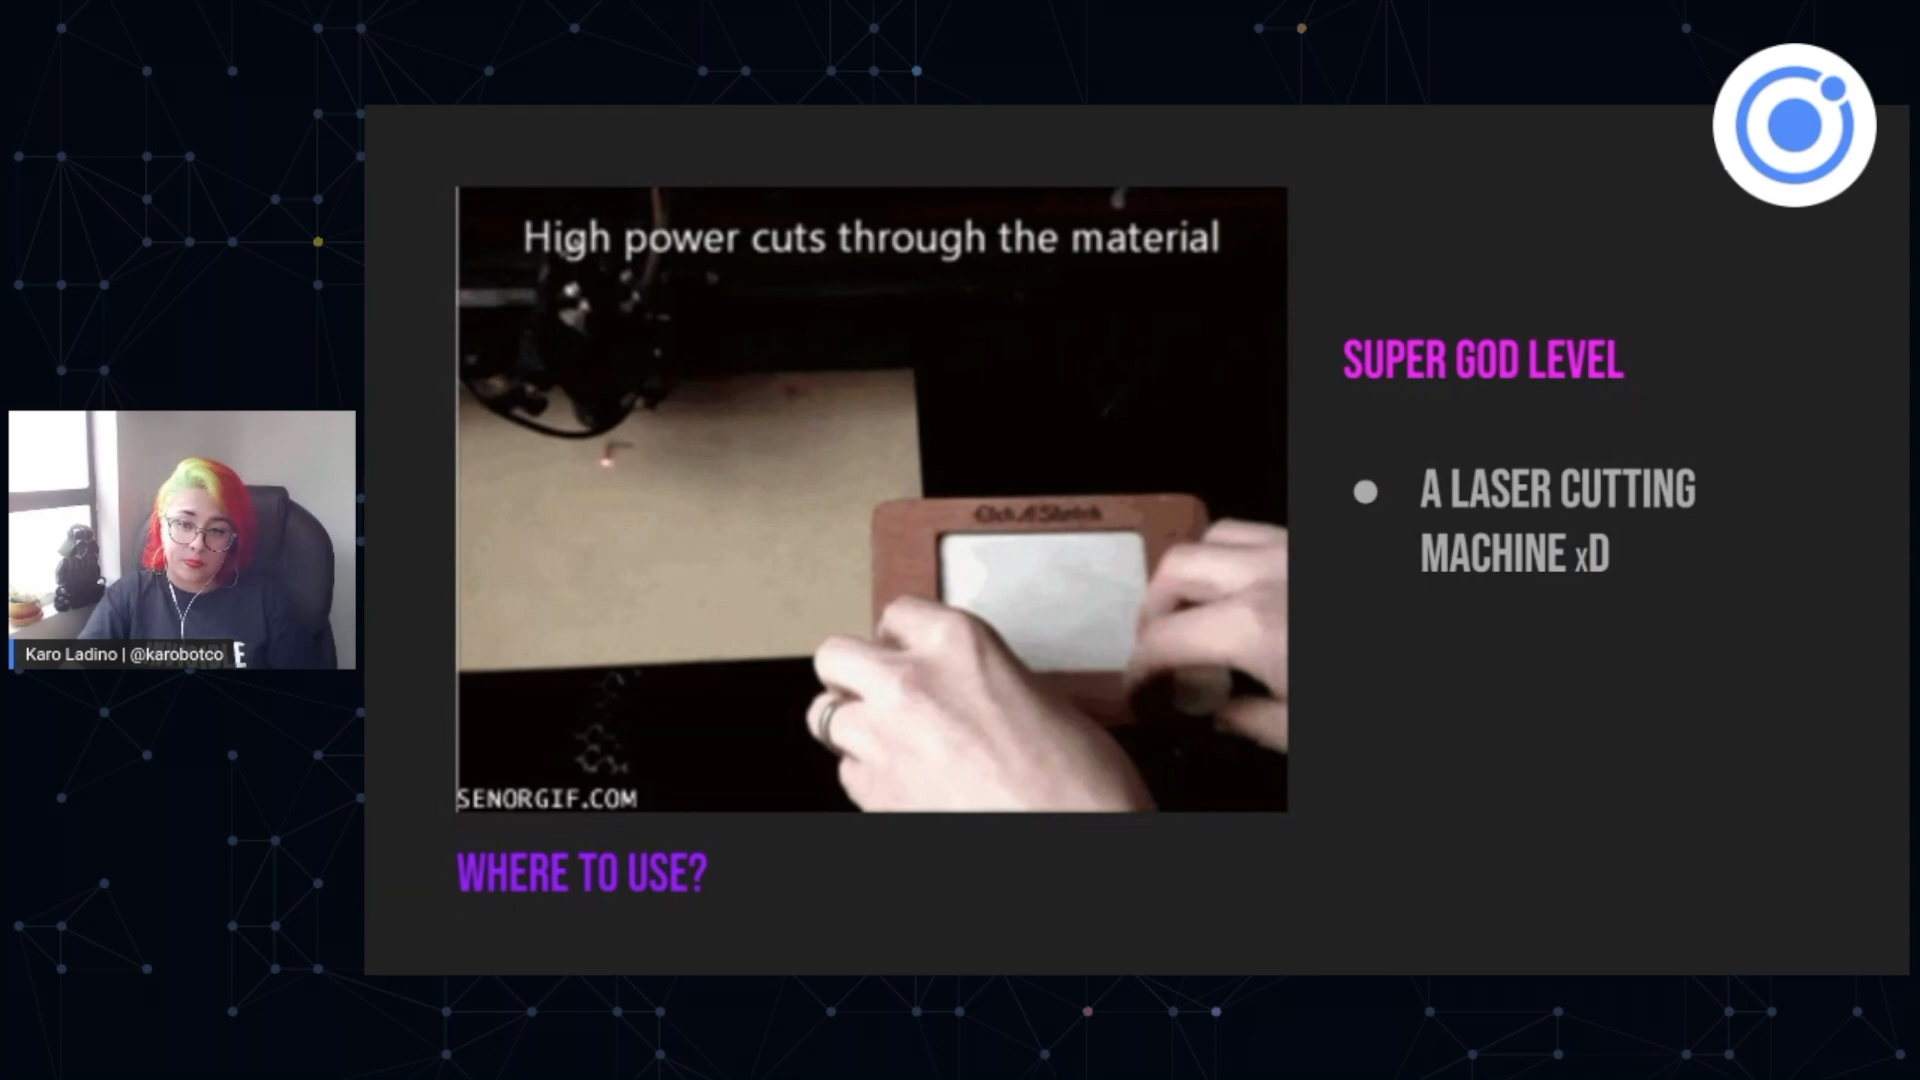 High power cuts through the material
SUPER GOD LEVEL
A LASER CUTTING
MACHINE xD
Karo Ladino | @karobotco
SENORGIF.COM
WHERE TO USE?